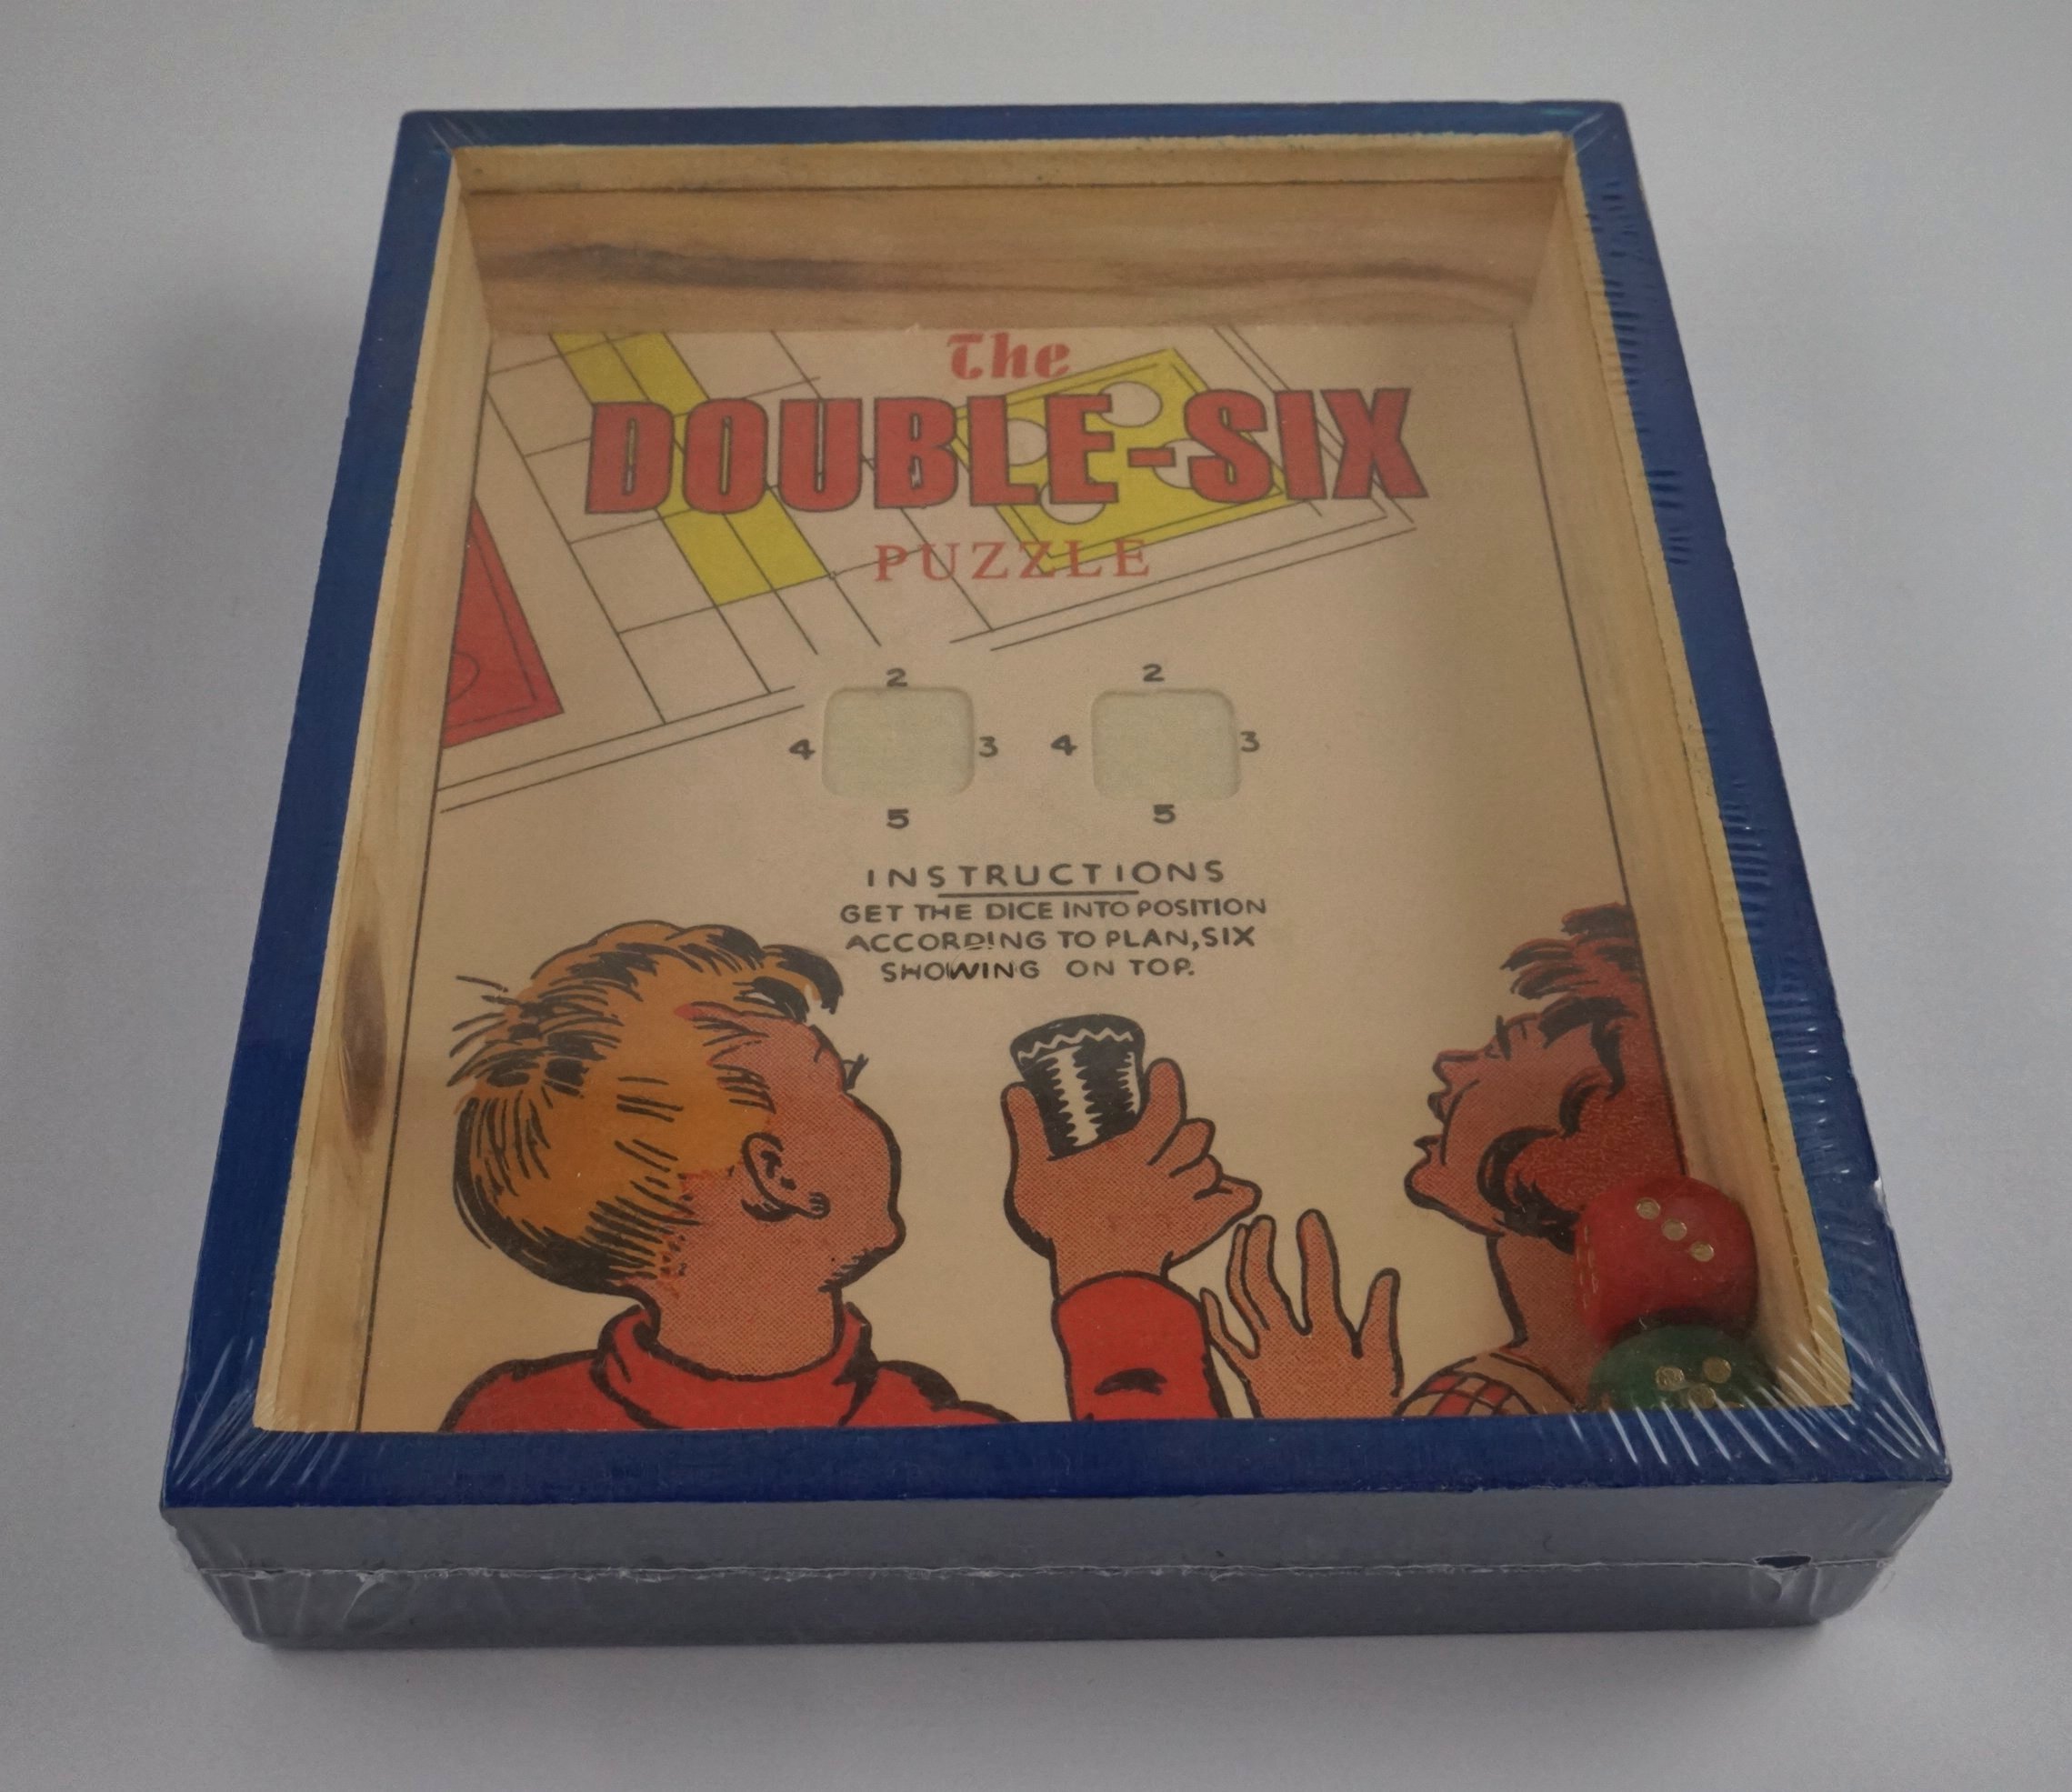 The
DOUBLE-SIX
PUZZLE
2 2
4 3 4 3
5 5
INSTRUCTIONS
GET THE DICE INTO POSITION
ACCORDING TO PLAN, SIX
SHOWING ON TOP.